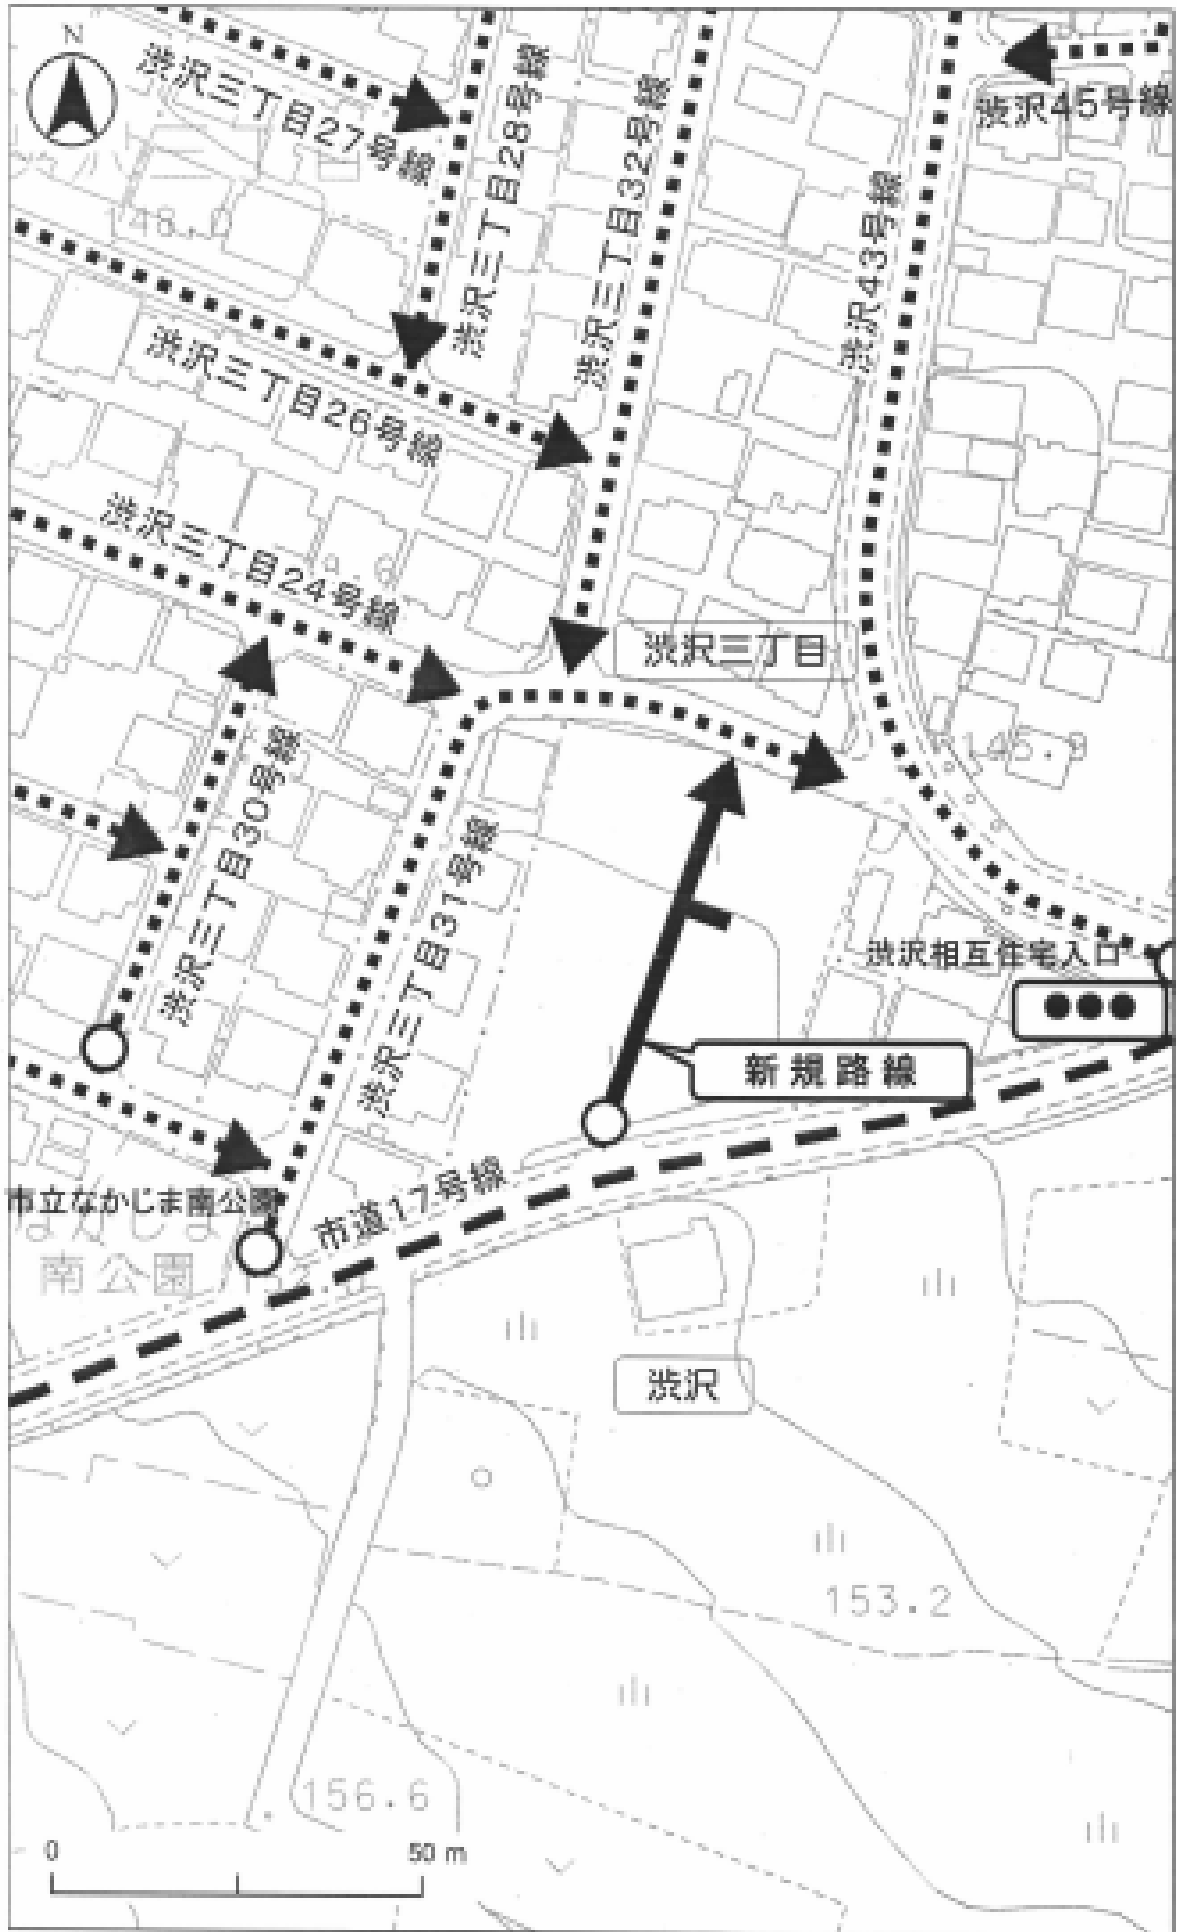 N
渋沢三丁目27号線
渋沢三丁目28号線
渋沢三丁目32号線
渋沢43号線
渋沢45号線
渋沢三丁目26号線
渋沢三丁目24号線
渋沢三丁目
渋沢三丁目30号線
渋沢三丁目31号線
145.9
渋沢相互住宅入口
新規路線
市立なかじま南公園
南公園
市道17号線
渋沢
153.2
156.6
0
50 m